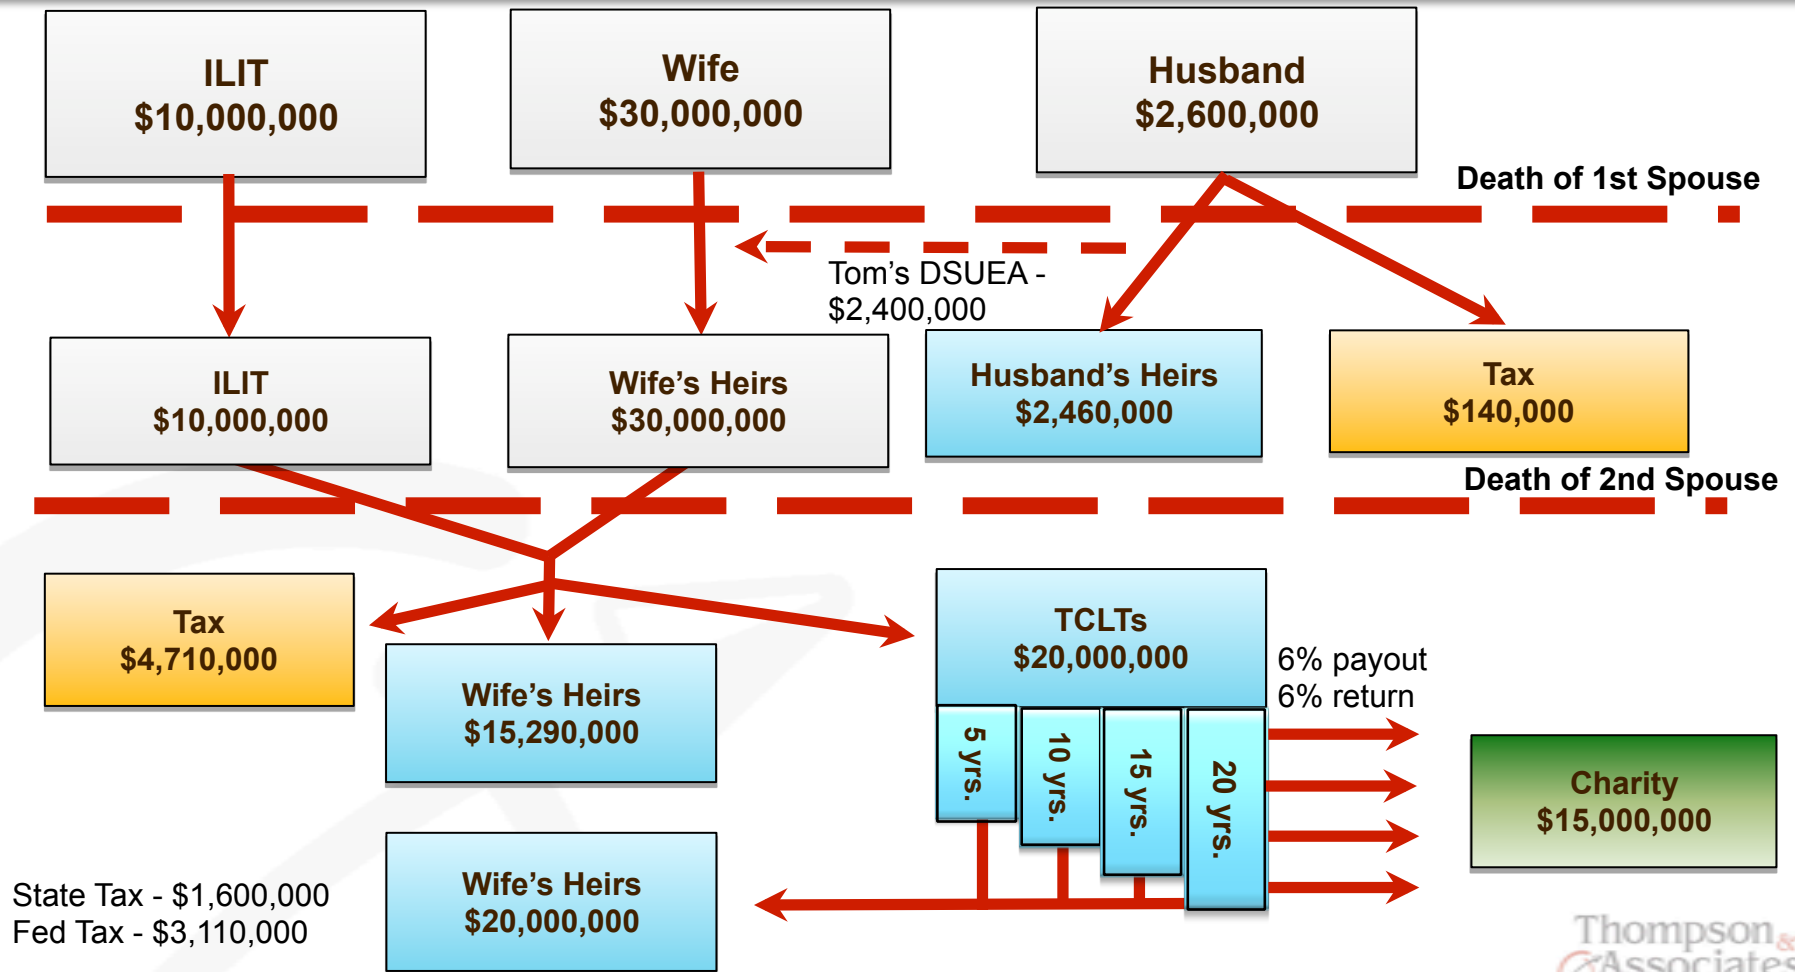 ILIT
$10,000,000
Wife
$30,000,000
Husband
$2,600,000
Death of 1st Spouse
Tom’s DSUEA -
$2,400,000
ILIT
$10,000,000
Wife’s Heirs
$30,000,000
Husband’s Heirs
$2,460,000
Tax
$140,000
Death of 2nd Spouse
Tax
$4,710,000
Wife’s Heirs
$15,290,000
TCLTs
$20,000,000
6% payout
6% return
5 yrs.
10 yrs.
15 yrs.
20 yrs.
Charity
$15,000,000
Wife’s Heirs
$20,000,000
State Tax - $1,600,000
Fed Tax - $3,110,000
Thompson &
Associates